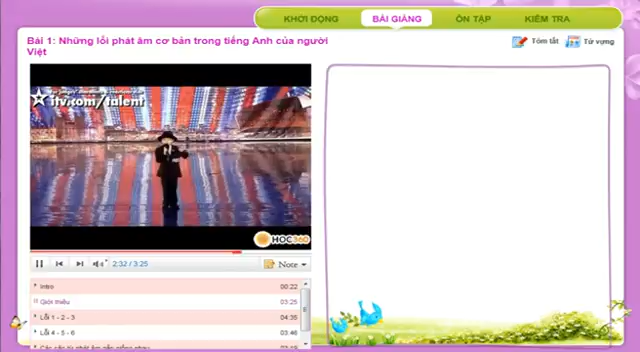 KHỞI ĐỘNG
BÀI GIẢNG
ÔN TẬP
KIỂM TRA
Bài 1: Những lỗi phát âm cơ bản trong tiếng Anh của người
Việt
Tóm tắt
Từ vựng
itv.com/talent
HOC360
2:32 / 3:25
Note
Intro 00:22
Giới thiệu 03:25
Lỗi 1 - 2 - 3 04:35
Lỗi 4 - 5 - 6 03:46